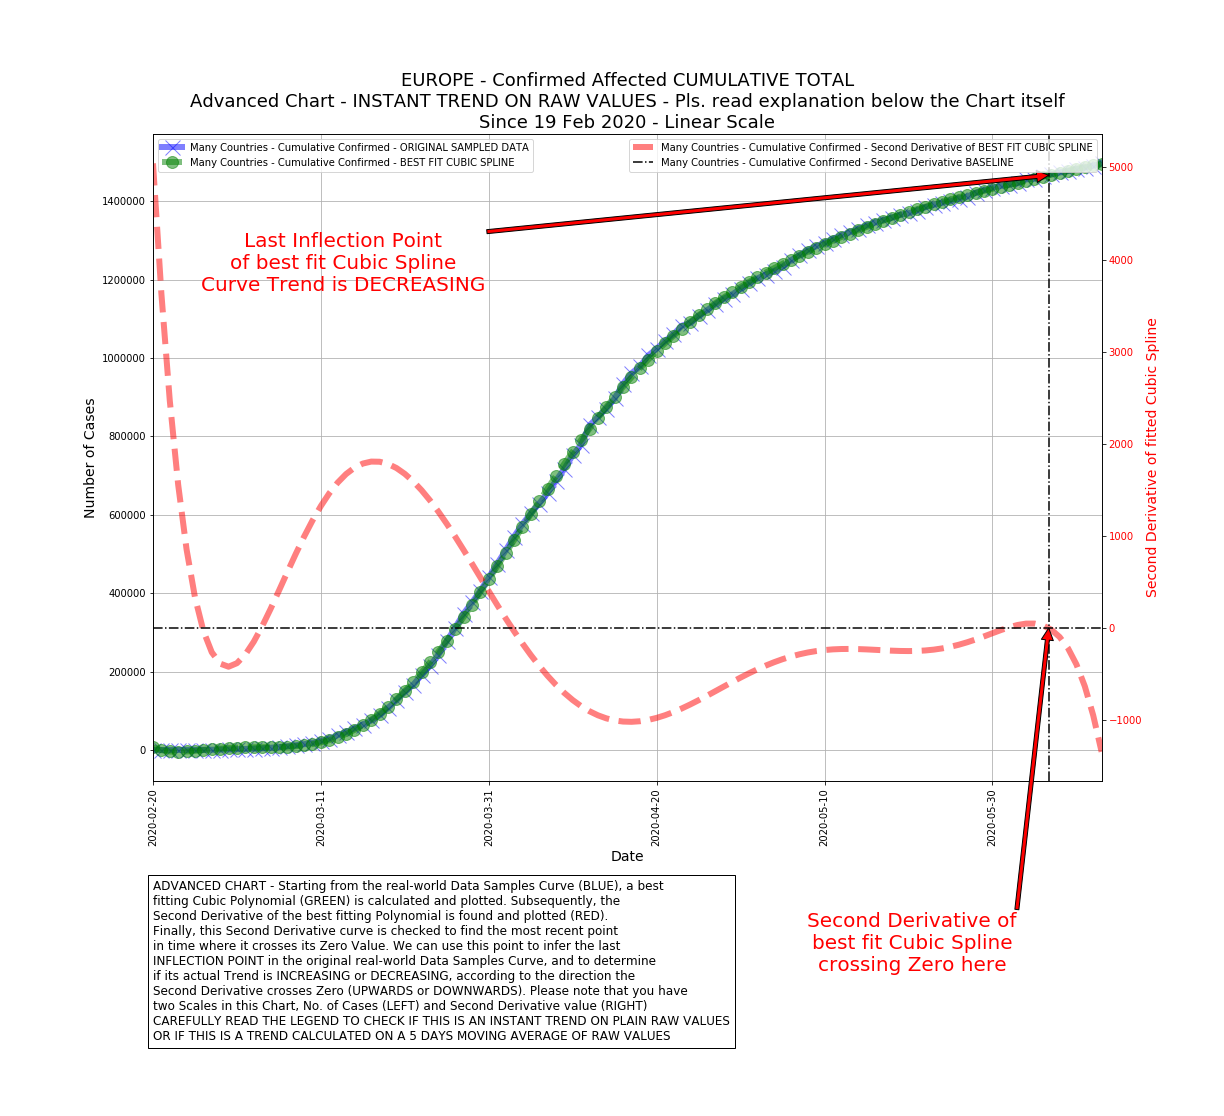 EUROPE - Confirmed Affected CUMULATIVE TOTAL
Advanced Chart - INSTANT TREND ON RAW VALUES - Pls. read explanation below the Chart itself
Since 19 Feb 2020 - Linear Scale
Many Countries - Cumulative Confirmed - ORIGINAL SAMPLED DATA
Many Countries - Cumulative Confirmed - BEST FIT CUBIC SPLINE
Many Countries - Cumulative Confirmed - Second Derivative of BEST FIT CUBIC SPLINE
Many Countries - Cumulative Confirmed - Second Derivative BASELINE
Last Inflection Point
of best fit Cubic Spline
Curve Trend is DECREASING
Number of Cases
1400000
1200000
1000000
800000
600000
400000
200000
0
5000
4000
3000
2000
1000
0
−1000
Second Derivative of fitted Cubic Spline
2020-02-20
2020-03-11
2020-03-31
2020-04-20
2020-05-10
2020-05-30
Date
ADVANCED CHART - Starting from the real-world Data Samples Curve (BLUE), a best
fitting Cubic Polynomial (GREEN) is calculated and plotted. Subsequently, the
Second Derivative of the best fitting Polynomial is found and plotted (RED).
Finally, this Second Derivative curve is checked to find the most recent point
in time where it crosses its Zero Value. We can use this point to infer the last
INFLECTION POINT in the original real-world Data Samples Curve, and to determine
if its actual Trend is INCREASING or DECREASING, according to the direction the
Second Derivative crosses Zero (UPWARDS or DOWNWARDS). Please note that you have
two Scales in this Chart, No. of Cases (LEFT) and Second Derivative value (RIGHT)
CAREFULLY READ THE LEGEND TO CHECK IF THIS IS AN INSTANT TREND ON PLAIN RAW VALUES
OR IF THIS IS A TREND CALCULATED ON A 5 DAYS MOVING AVERAGE OF RAW VALUES
Second Derivative of
best fit Cubic Spline
crossing Zero here